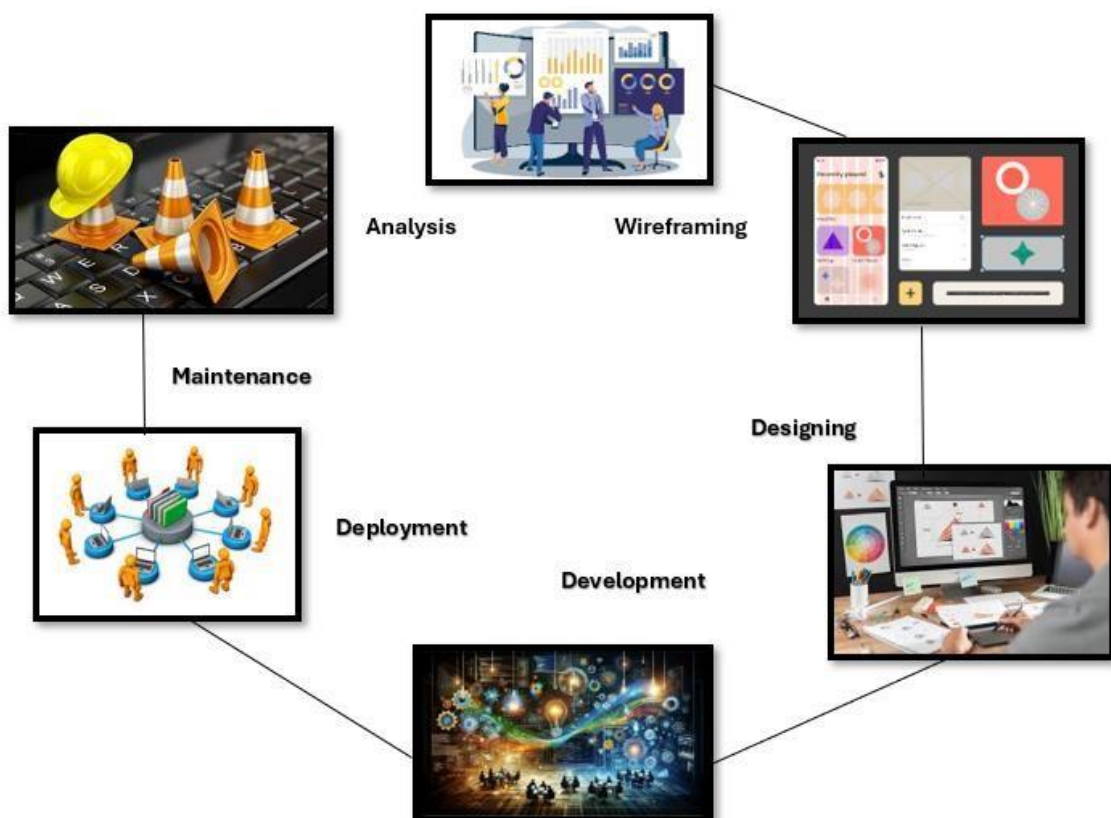 Analysis
Wireframing
Maintenance
Designing
Deployment
Development